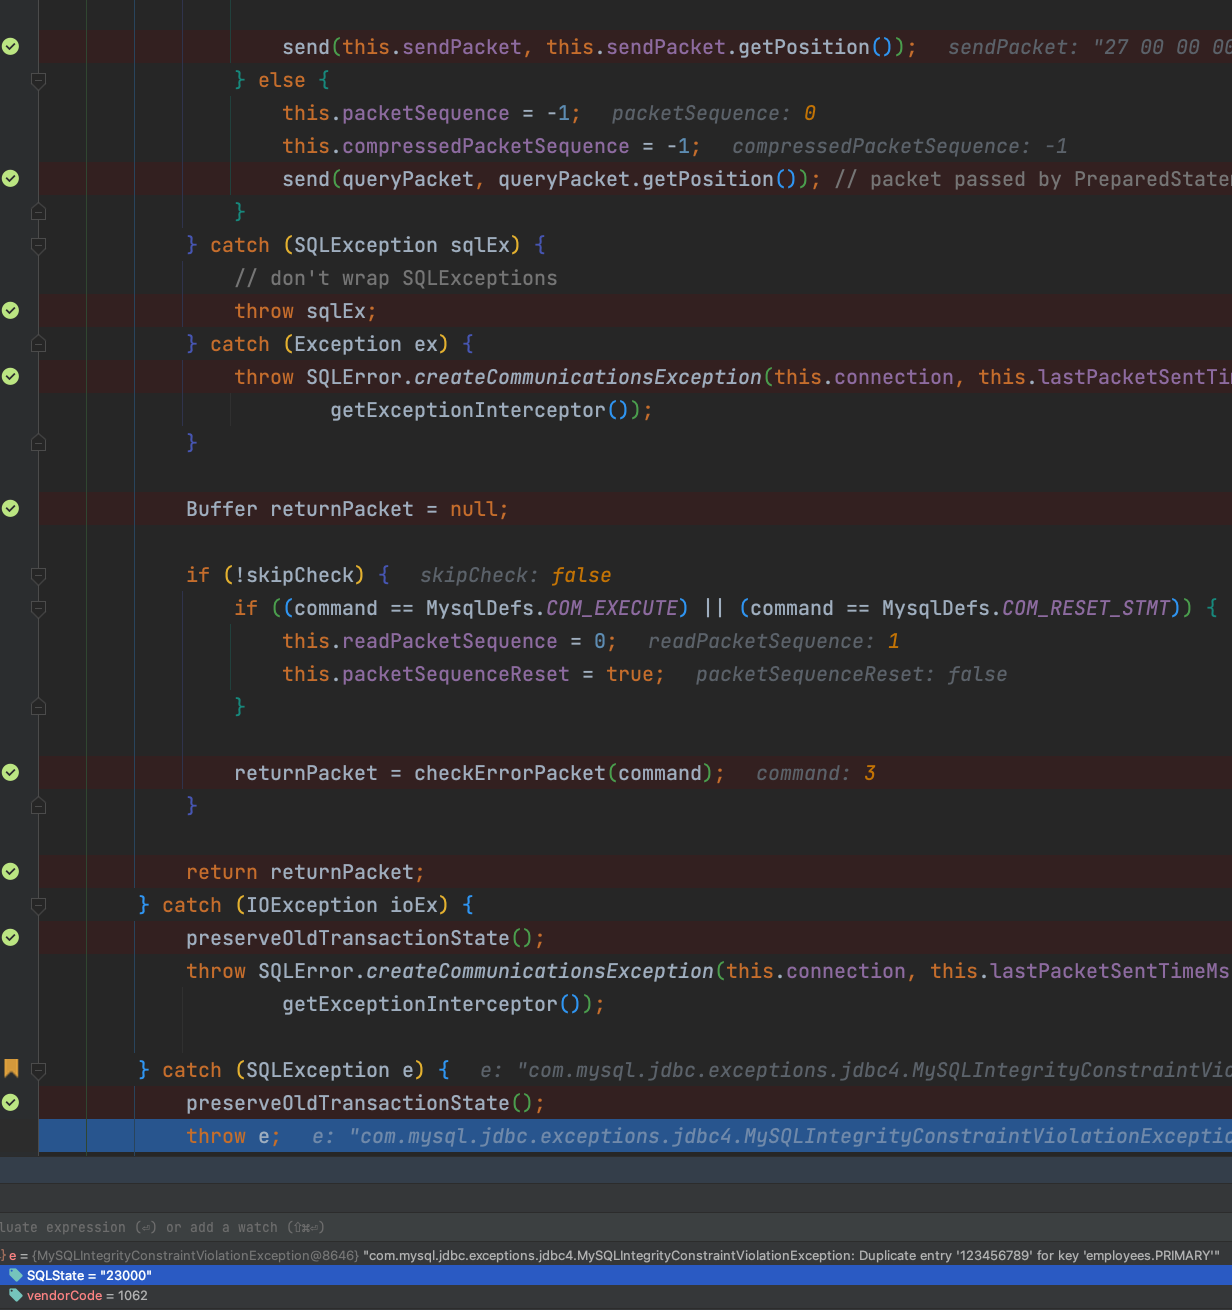 send(this.sendPacket, this.sendPacket.getPosition()); sendPacket: "27 00 00 00
} else {
this.packetSequence = -1; packetSequence: 0
this.compressedPacketSequence = -1; compressedPacketSequence: -1
send(queryPacket, queryPacket.getPosition()); // packet passed by PreparedStatem
}
} catch (SQLException sqlEx) {
// don't wrap SQLExceptions
throw sqlEx;
} catch (Exception ex) {
throw SQLError.createCommunicationsException(this.connection, this.lastPacketSentTi
getExceptionInterceptor());
}
Buffer returnPacket = null;
if (!skipCheck) { skipCheck: false
if ((command == MysqlDefs.COM_EXECUTE) || (command == MysqlDefs.COM_RESET_STMT)) {
this.readPacketSequence = 0; readPacketSequence: 1
this.packetSequenceReset = true; packetSequenceReset: false
}
returnPacket = checkErrorPacket(command); command: 3
}
return returnPacket;
} catch (IOException ioEx) {
preserveOldTransactionState();
throw SQLError.createCommunicationsException(this.connection, this.lastPacketSentTimeMs
getExceptionInterceptor());
} catch (SQLException e) { e: "com.mysql.jdbc.exceptions.jdbc4.MySQLIntegrityConstraintVio
preserveOldTransactionState();
throw e; e: "com.mysql.jdbc.exceptions.jdbc4.MySQLIntegrityConstraintViolationExceptio
luate expression (⏎) or add a watch (⇧⌘⏎)
} e = {MySQLIntegrityConstraintViolationException@8646} "com.mysql.jdbc.exceptions.jdbc4.MySQLIntegrityConstraintViolationException: Duplicate entry '123456789' for key 'employees.PRIMARY'"
SQLState = "23000"
vendorCode = 1062